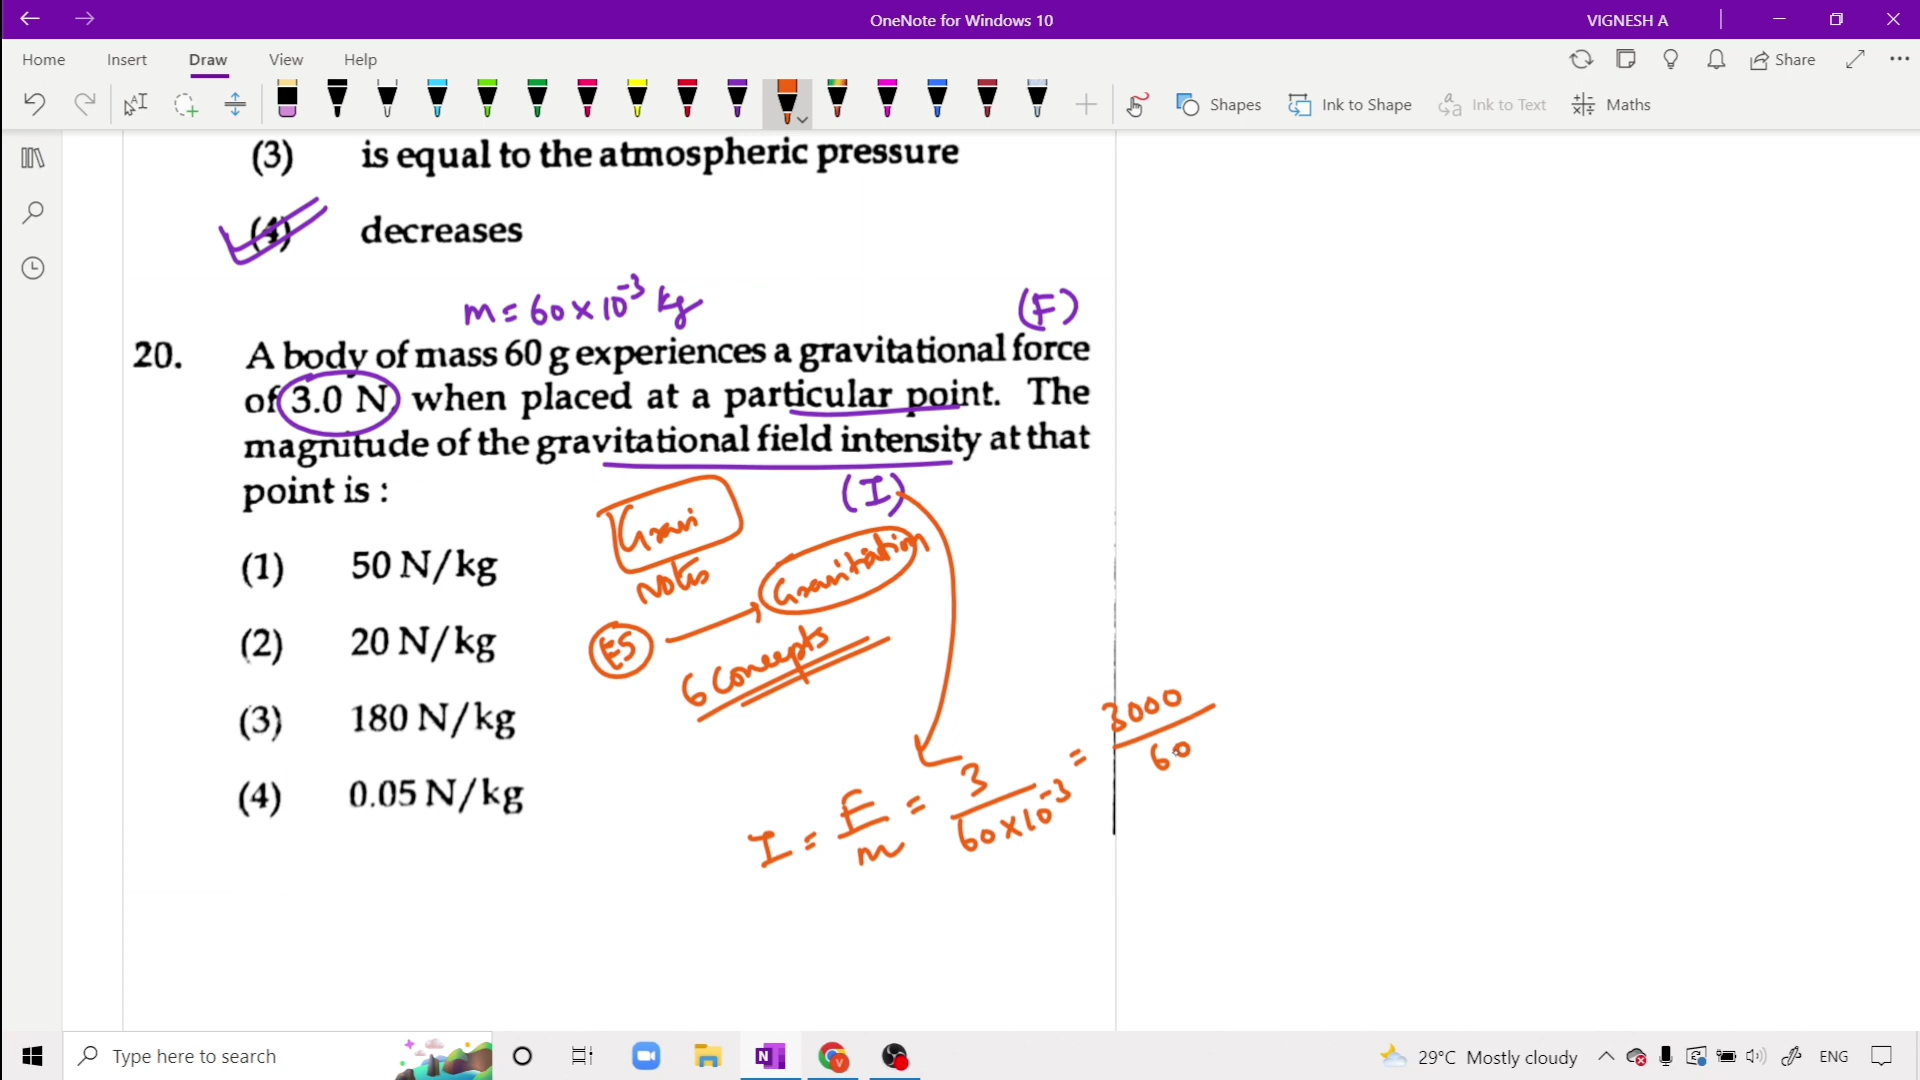 OneNote for Windows 10
VIGNESH A
Home Insert Draw View Help
Share
Shapes Ink to Shape Ink to Text Maths
(3) is equal to the atmospheric pressure
(4) decreases
m = 60 x 10^-3 kg
(F)
20. A body of mass 60 g experiences a gravitational force
of 3.0 N, when placed at a particular point. The
magnitude of the gravitational field intensity at that
point is :
(I)
Gravi
Notes
Gravitation
ES
6 Concepts
(1) 50 N/kg
(2) 20 N/kg
(3) 180 N/kg
(4) 0.05 N/kg
I = F/m = 3/60x10^-3 = 3000/60
Type here to search
29°C Mostly cloudy
ENG